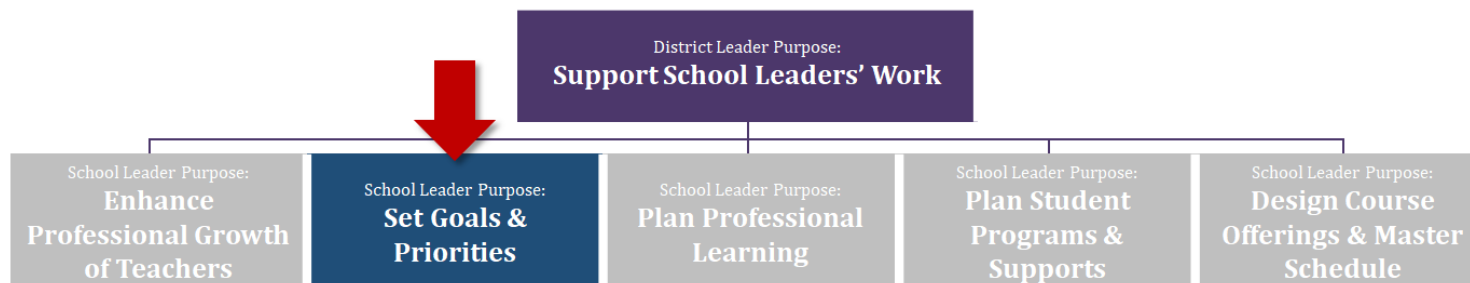 District Leader Purpose:
Support School Leaders’ Work
School Leader Purpose:
Enhance
Professional Growth
of Teachers
School Leader Purpose:
Set Goals &
Priorities
School Leader Purpose:
Plan Professional
Learning
School Leader Purpose:
Plan Student
Programs &
Supports
School Leader Purpose:
Design Course
Offerings & Master
Schedule